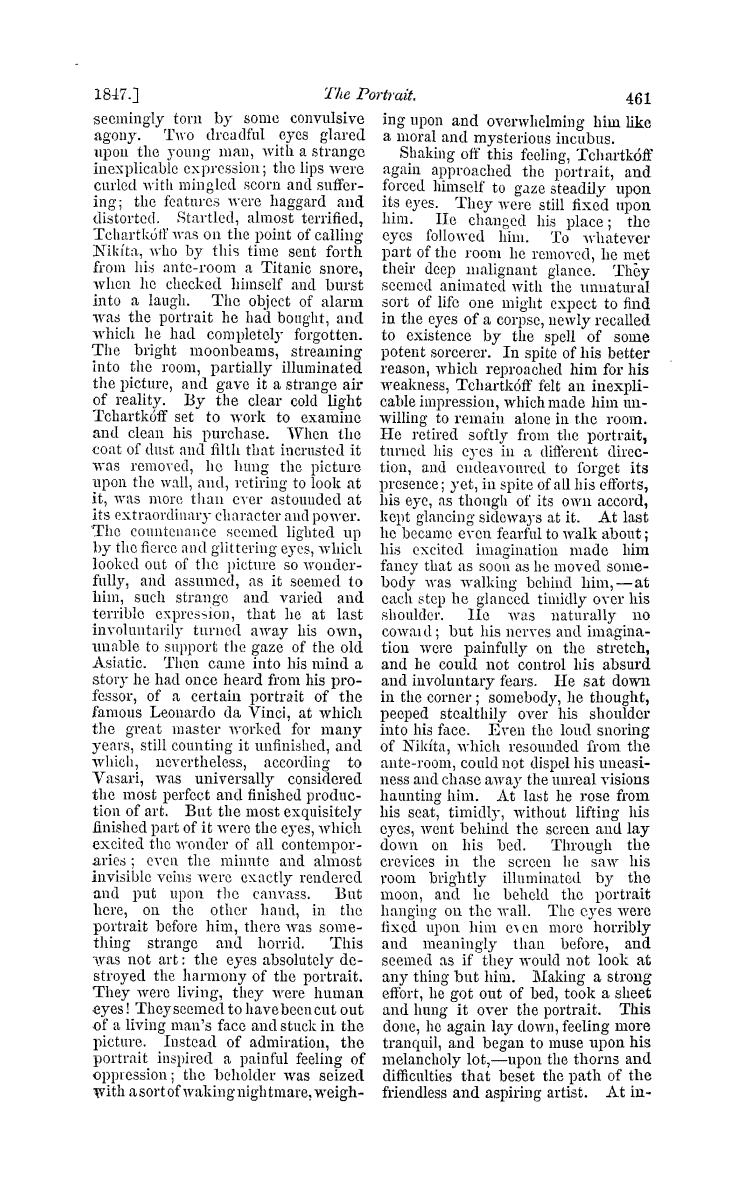 1847.] The Portrait. 461
seemingly torn by some convulsive
agony. Two dreadful eyes glared
upon the young man, with a strange
inexplicable expression; the lips were
curled with mingled scorn and suffer-
ing; the features were haggard and
distorted. Startled, almost terrified,
Tchartkóff was on the point of calling
Nikíta, who by this time sent forth
from his ante-room a Titanic snore,
when he checked himself and burst
into a laugh. The object of alarm
was the portrait he had bought, and
which he had completely forgotten.
The bright moonbeams, streaming
into the room, partially illuminated
the picture, and gave it a strange air
of reality. By the clear cold light
Tchartkóff set to work to examine
and clean his purchase. When the
coat of dust and filth that incrusted it
was removed, he hung the picture
upon the wall, and, retiring to look at
it, was more than ever astounded at
its extraordinary character and power.
The countenance seemed lighted up
by the fierce and glittering eyes, which
looked out of the picture so wonder-
fully, and assumed, as it seemed to
him, such strange and varied and
terrible expression, that he at last
involuntarily turned away his own,
unable to support the gaze of the old
Asiatic. Then came into his mind a
story he had once heard from his pro-
fessor, of a certain portrait of the
famous Leonardo da Vinci, at which
the great master worked for many
years, still counting it unfinished, and
which, nevertheless, according to
Vasari, was universally considered
the most perfect and finished produc-
tion of art. But the most exquisitely
finished part of it were the eyes, which
excited the wonder of all contempor-
aries; even the minute and almost
invisible veins were exactly rendered
and put upon the canvass. But
here, on the other hand, in the
portrait before him, there was some-
thing strange and horrid. This
was not art: the eyes absolutely de-
stroyed the harmony of the portrait.
They were living, they were human
eyes! They seemed to have been cut out
of a living man's face and stuck in the
picture. Instead of admiration, the
portrait inspired a painful feeling of
oppression; the beholder was seized
with a sort of waking nightmare, weigh-
ing upon and overwhelming him like
a moral and mysterious incubus.
Shaking off this feeling, Tchartkóff
again approached the portrait, and
forced himself to gaze steadily upon
its eyes. They were still fixed upon
him. He changed his place; the
eyes followed him. To whatever
part of the room he removed, he met
their deep malignant glance. They
seemed animated with the unnatural
sort of life one might expect to find
in the eyes of a corpse, newly recalled
to existence by the spell of some
potent sorcerer. In spite of his better
reason, which reproached him for his
weakness, Tchartkóff felt an inexpli-
cable impression, which made him un-
willing to remain alone in the room.
He retired softly from the portrait,
turned his eyes in a different direc-
tion, and endeavoured to forget its
presence; yet, in spite of all his efforts,
his eye, as though of its own accord,
kept glancing sideways at it. At last
he became even fearful to walk about;
his excited imagination made him
fancy that as soon as he moved some-
body was walking behind him,—at
each step he glanced timidly over his
shoulder. He was naturally no
coward; but his nerves and imagina-
tion were painfully on the stretch,
and he could not control his absurd
and involuntary fears. He sat down
in the corner; somebody, he thought,
peeped stealthily over his shoulder
into his face. Even the loud snoring
of Nikíta, which resounded from the
ante-room, could not dispel his uneasi-
ness and chase away the unreal visions
haunting him. At last he rose from
his seat, timidly, without lifting his
eyes, went behind the screen and lay
down on his bed. Through the
crevices in the screen he saw his
room brightly illuminated by the
moon, and he beheld the portrait
hanging on the wall. The eyes were
fixed upon him even more horribly
and meaningly than before, and
seemed as if they would not look at
any thing but him. Making a strong
effort, he got out of bed, took a sheet
and hung it over the portrait. This
done, he again lay down, feeling more
tranquil, and began to muse upon his
melancholy lot,—upon the thorns and
difficulties that beset the path of the
friendless and aspiring artist. At in-